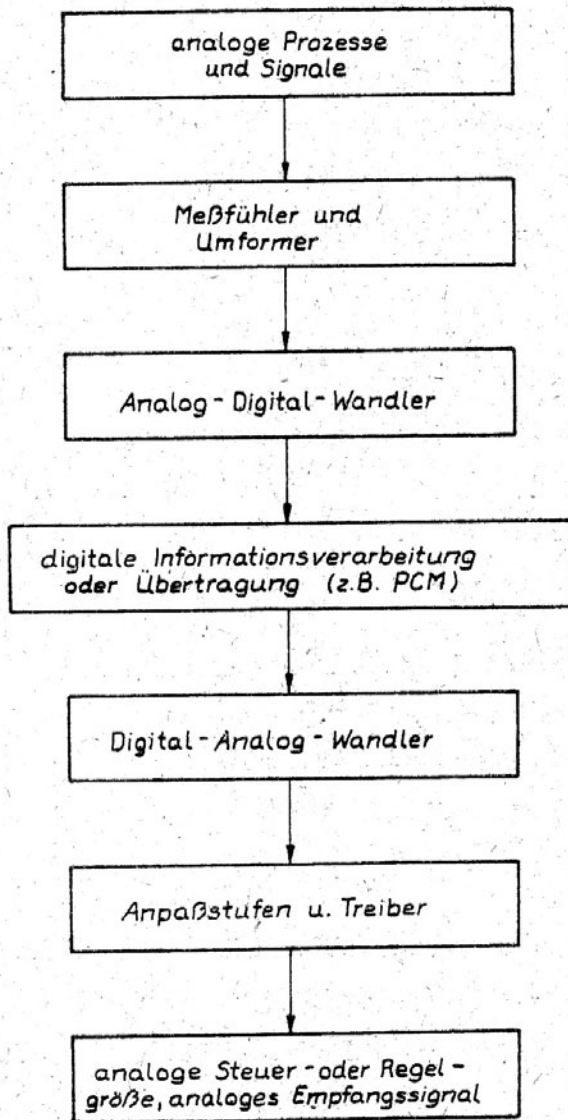 analoge Prozesse
und Signale
Meßfühler und
Umformer
Analog-Digital-Wandler
digitale Informationsverarbeitung
oder Übertragung (z.B. PCM)
Digital-Analog-Wandler
Anpaßstufen u. Treiber
analoge Steuer-oder Regel-
größe, analoges Empfangssignal